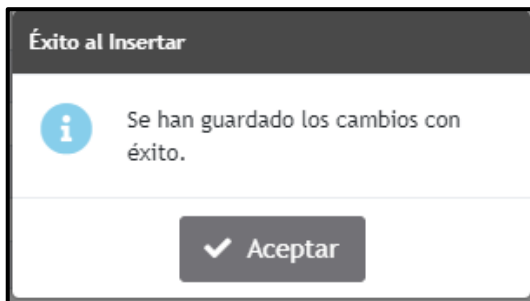 Éxito al Insertar
Se han guardado los cambios con
éxito.
Aceptar